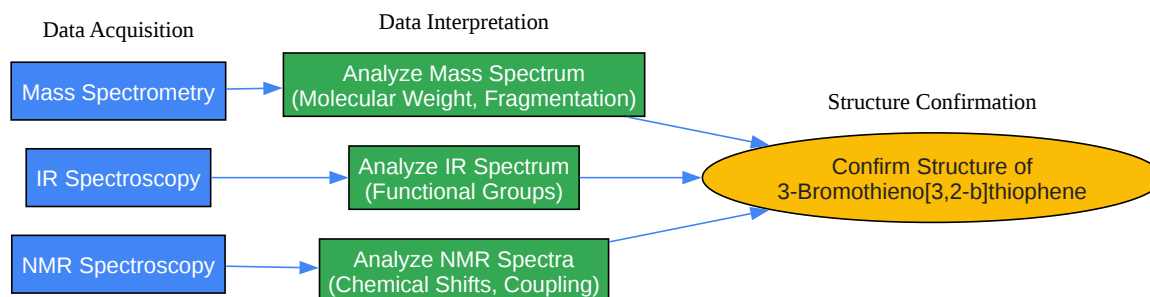 Data Acquisition
Data Interpretation
Structure Confirmation
Mass Spectrometry
Analyze Mass Spectrum
(Molecular Weight, Fragmentation)
IR Spectroscopy
Analyze IR Spectrum
(Functional Groups)
NMR Spectroscopy
Analyze NMR Spectra
(Chemical Shifts, Coupling)
Confirm Structure of
3-Bromothieno[3,2-b]thiophene